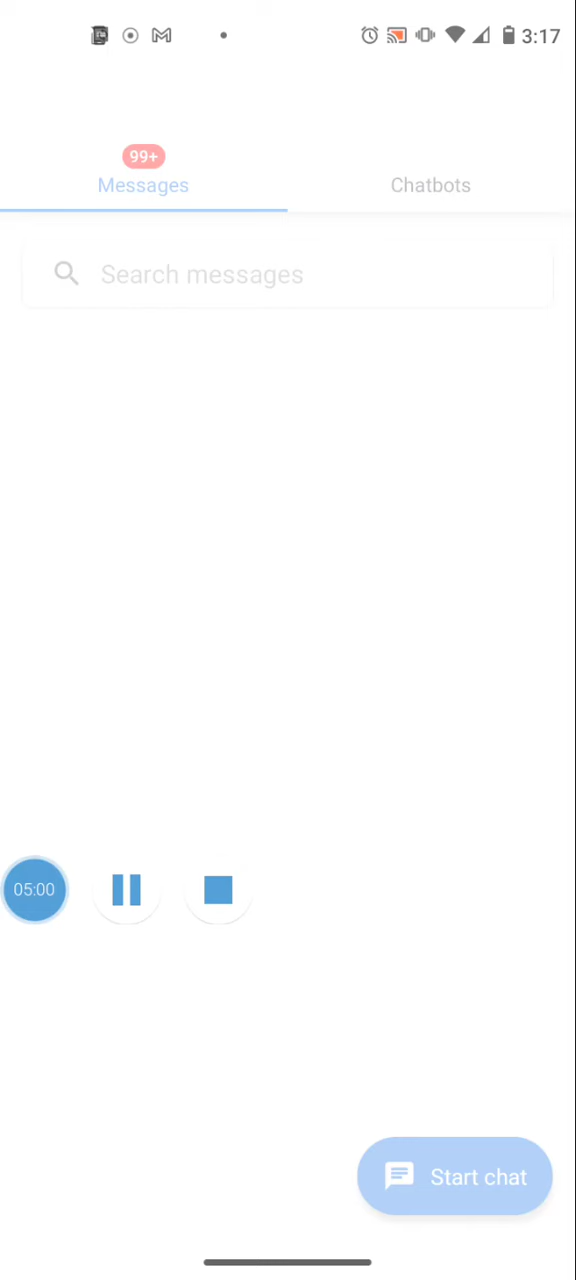 3:17
99+
Messages
Chatbots
Search messages
05:00
Start chat